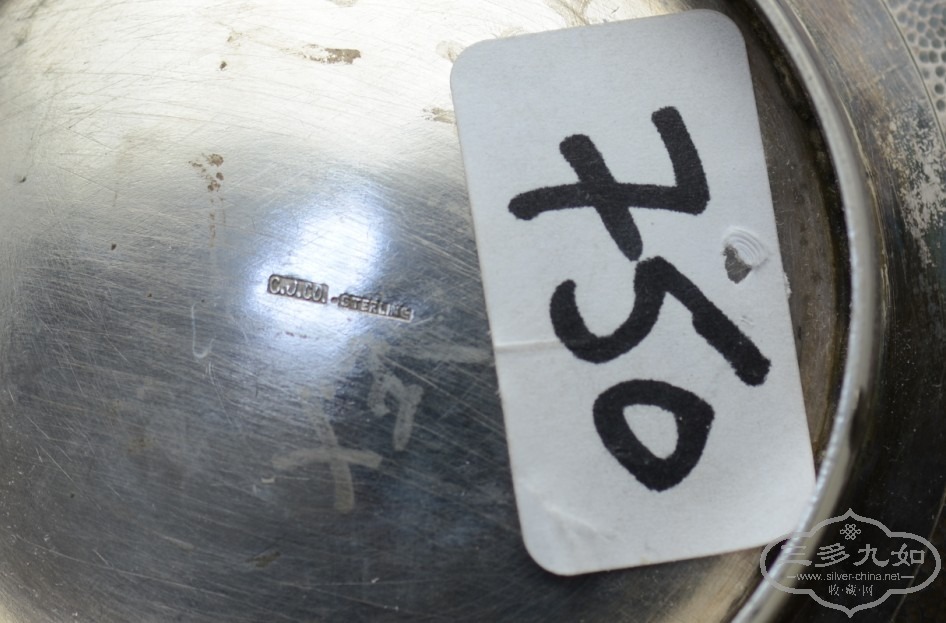 C.J.CO. STERLING
750
三多九如
www.silver-china.net
收·藏·网